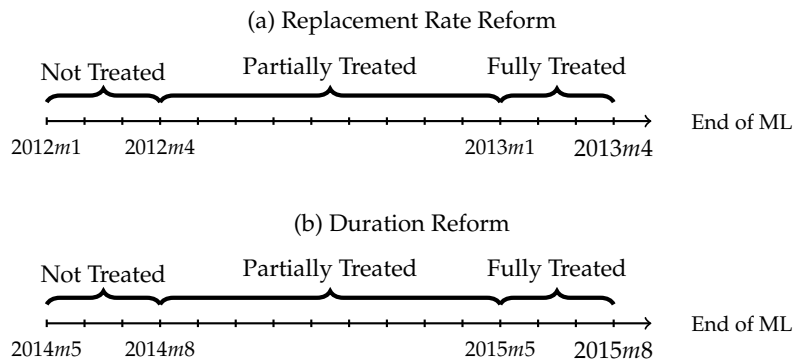 (a) Replacement Rate Reform
Not Treated Partially Treated Fully Treated
2012m1 2012m4 2013m1 2013m4 End of ML
(b) Duration Reform
Not Treated Partially Treated Fully Treated
2014m5 2014m8 2015m5 2015m8 End of ML